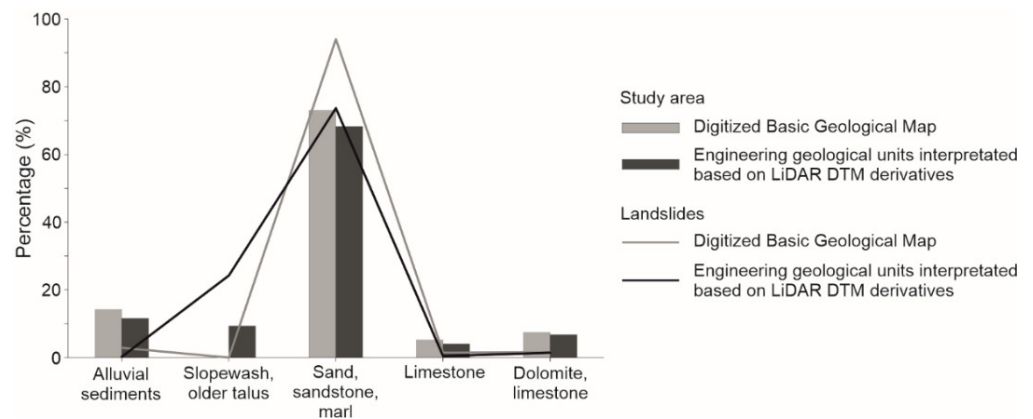 100
80
60
40
20
0
Percentage (%)
Alluvial
sediments
Slopewash,
older talus
Sand,
sandstone,
marl
Limestone
Dolomite,
limestone
Study area
Digitized Basic Geological Map
Engineering geological units interpretated
based on LiDAR DTM derivatives
Landslides
Digitized Basic Geological Map
Engineering geological units interpretated
based on LiDAR DTM derivatives